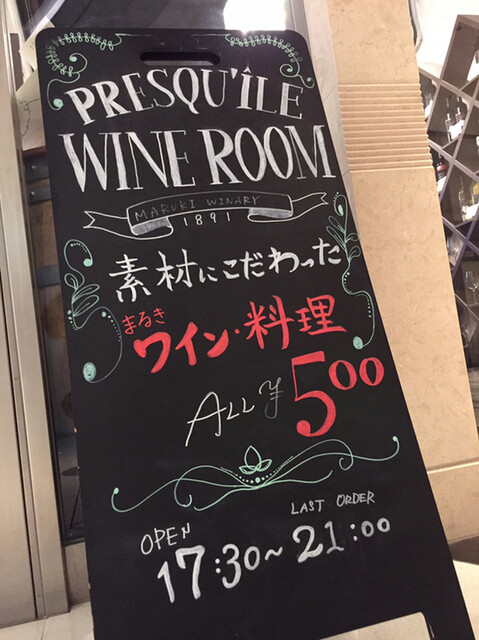 PRESQU'ÎLE
WINE ROOM
MARUKI WINARY
1891
素材にこだわった
まるき
ワイン・料理
ALL ¥500
OPEN LAST ORDER
17:30~21:00